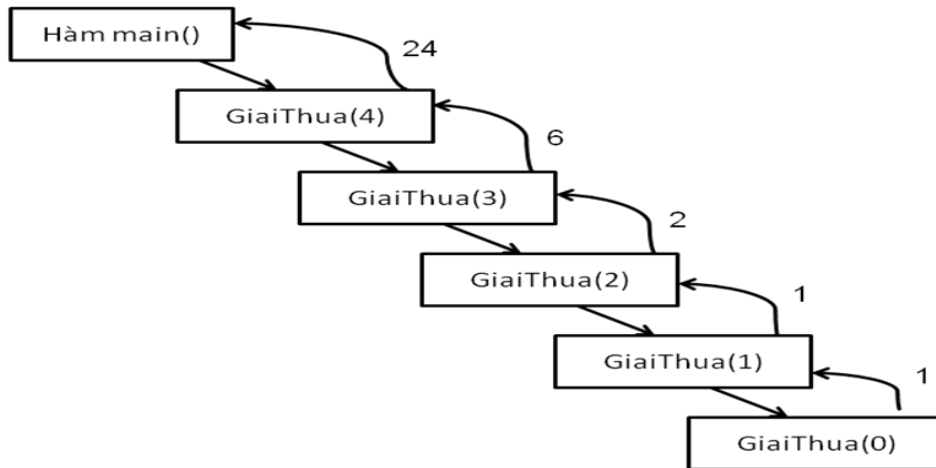 Hàm main()
24
GiaiThua(4)
6
GiaiThua(3)
2
GiaiThua(2)
1
GiaiThua(1)
1
GiaiThua(0)